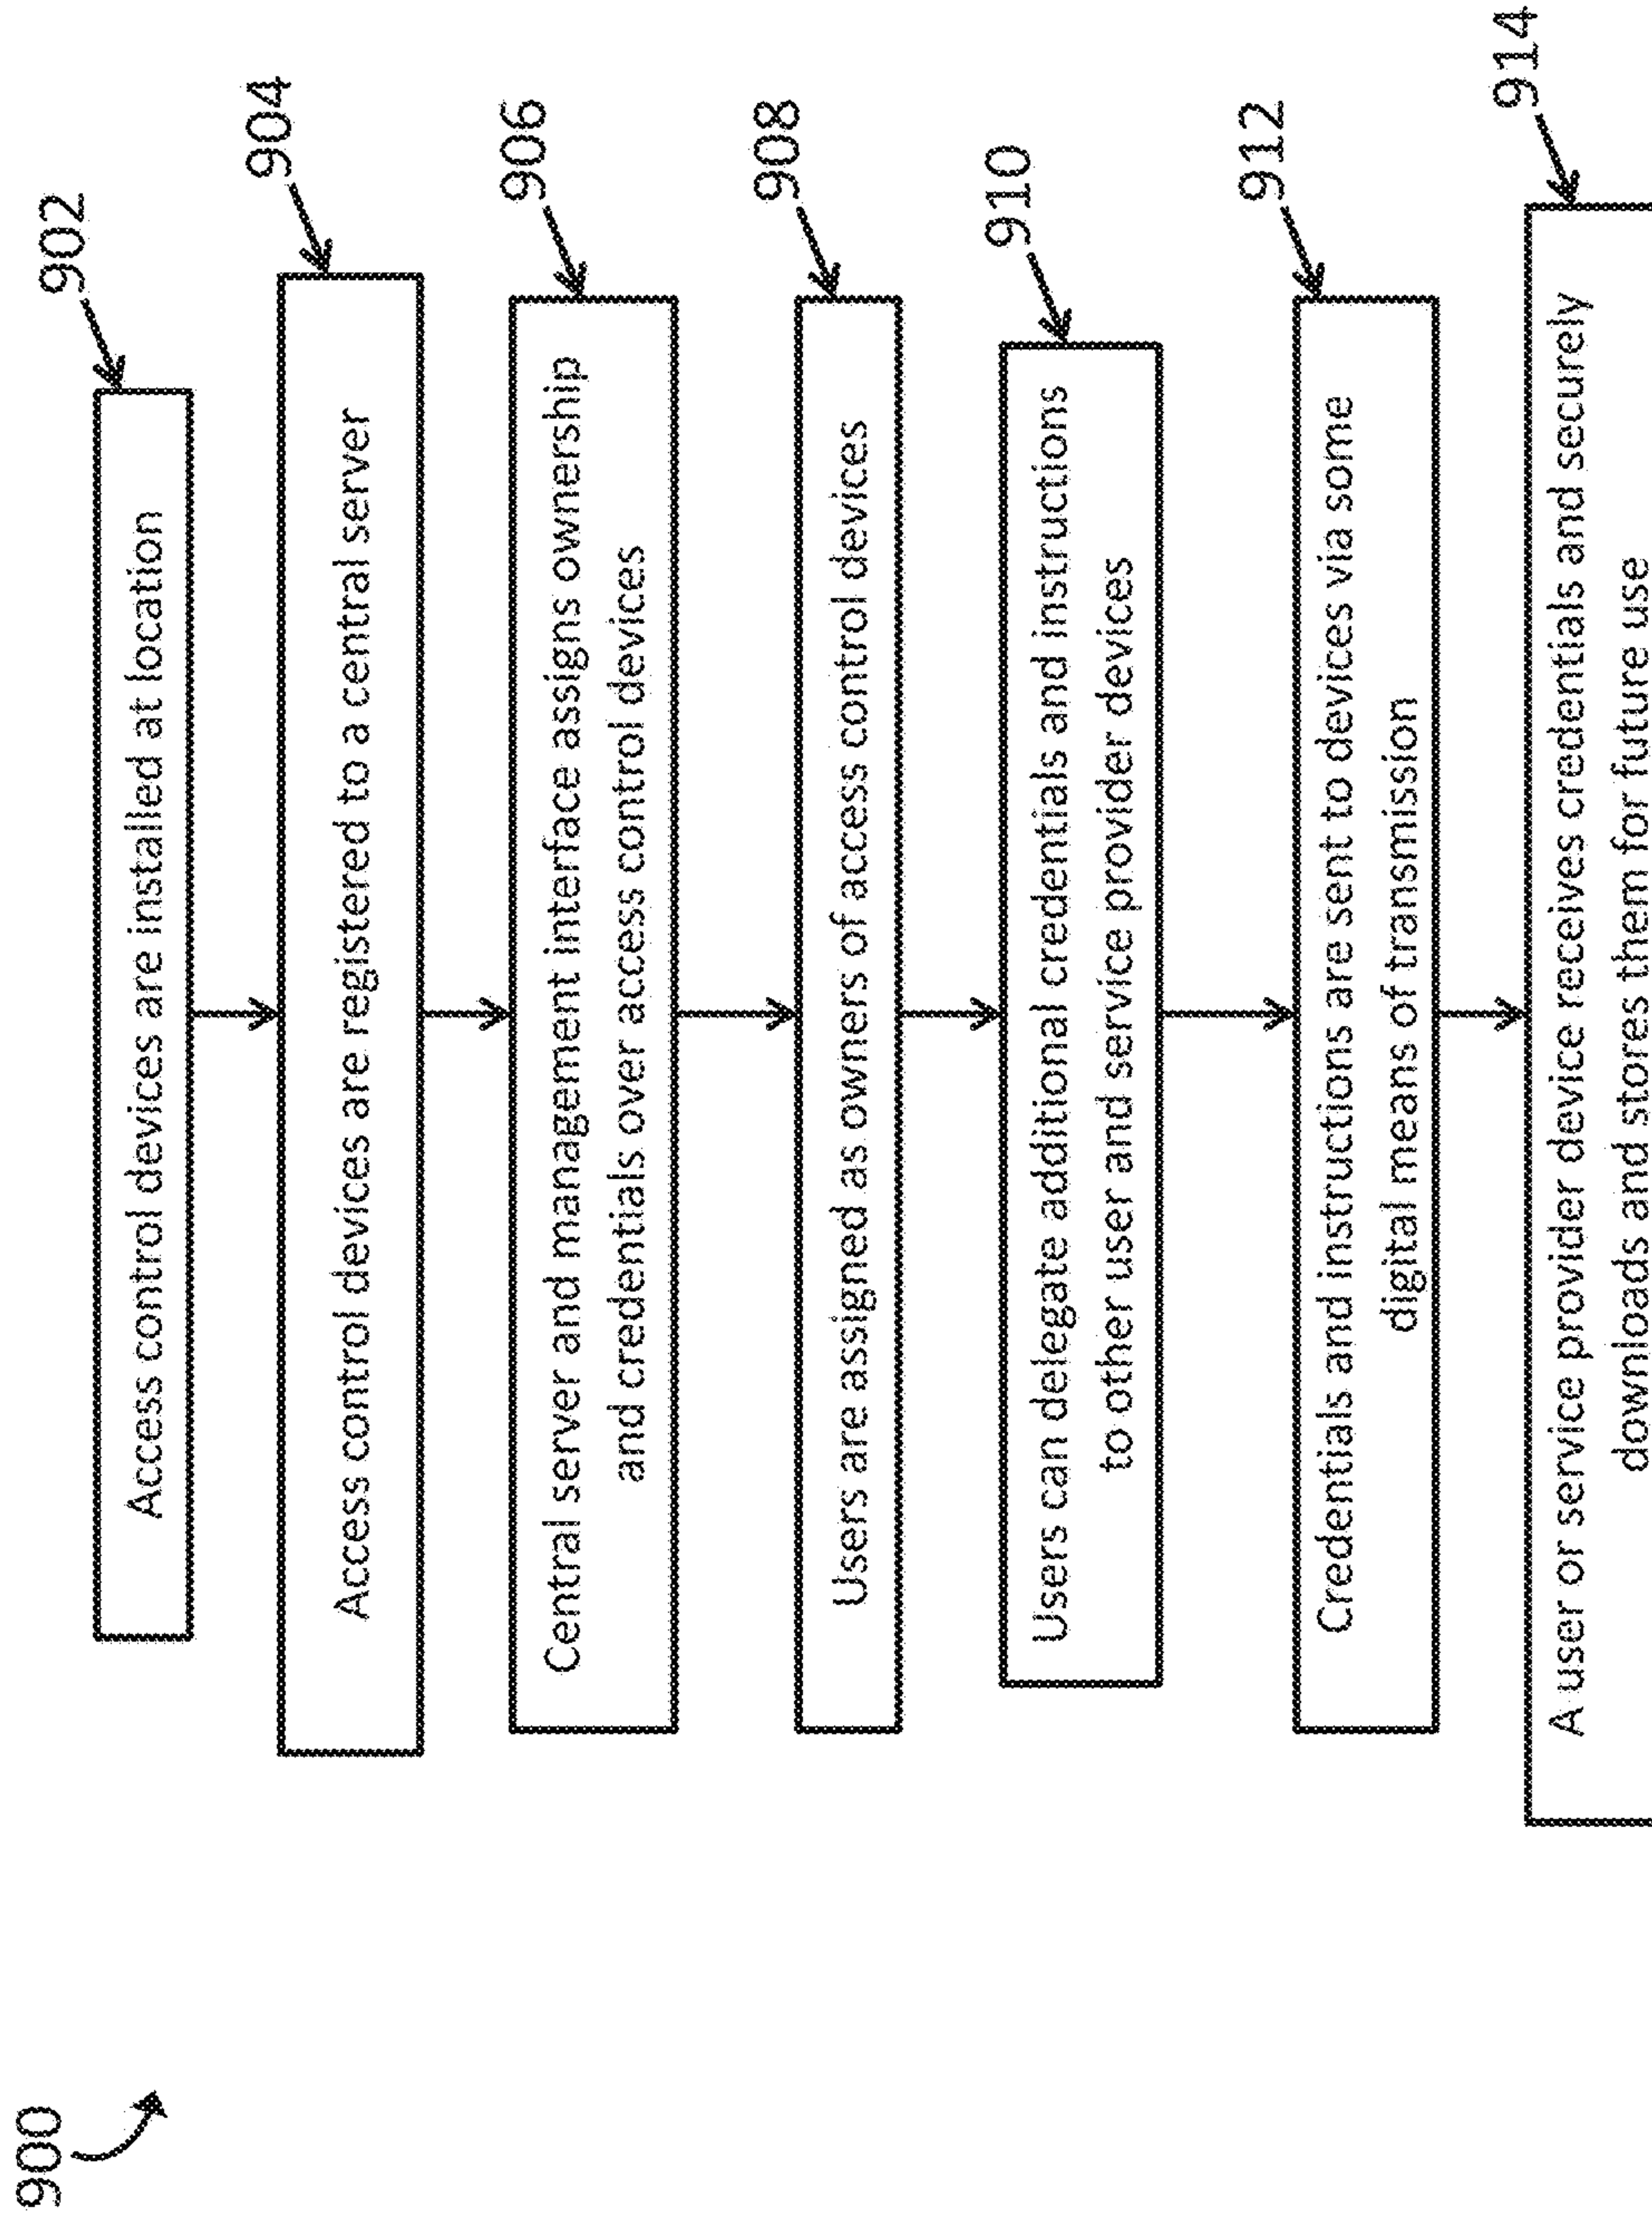 900
902
Access control devices are installed at location
904
Access control devices are registered to a central server
906
Central server and management interface assigns ownership
and credentials over access control devices
908
Users are assigned as owners of access control devices
910
Users can delegate additional credentials and instructions
to other user and service provider devices
912
Credentials and instructions are sent to devices via some
digital means of transmission
914
A user or service provider device receives credentials and securely
downloads and stores them for future use